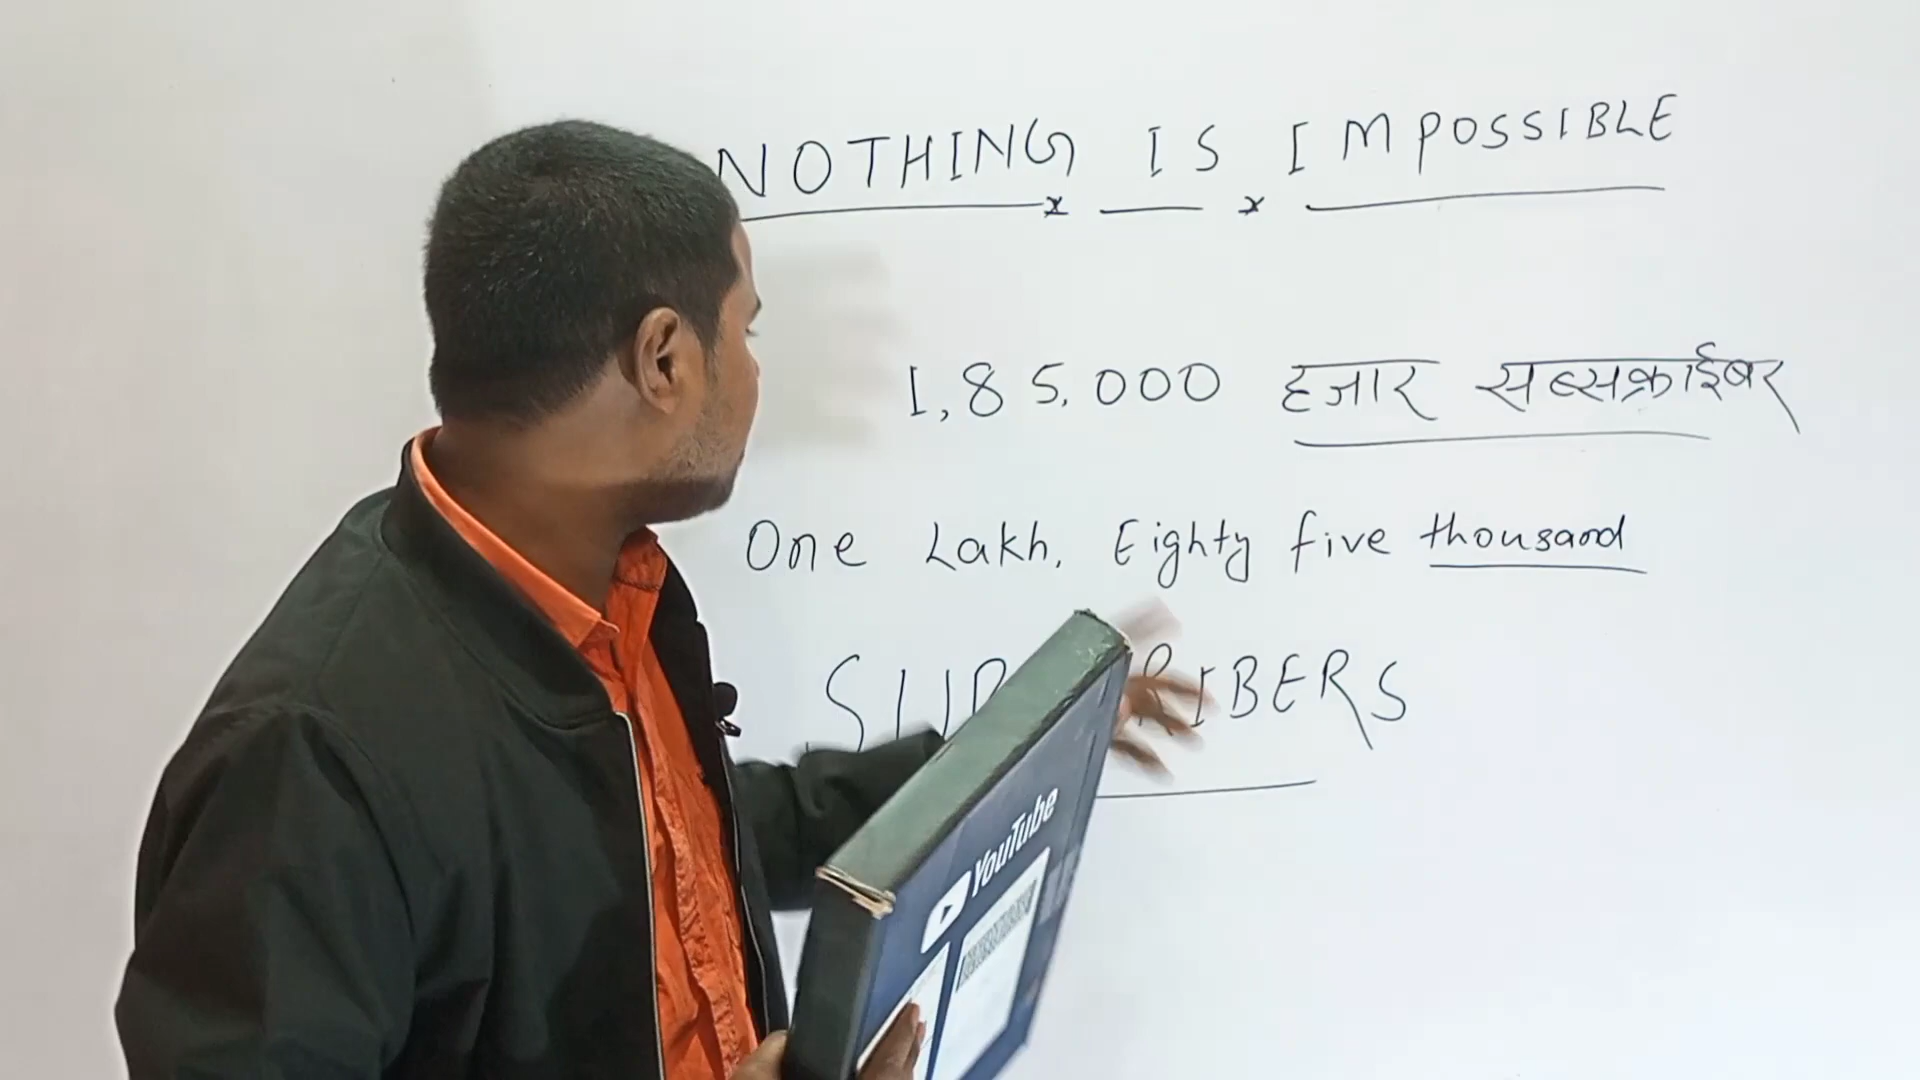 NOTHING IS IMPOSSIBLE
1,85,000 हजार सब्सक्राईबर
One Lakh, Eighty five thousand
YouTube